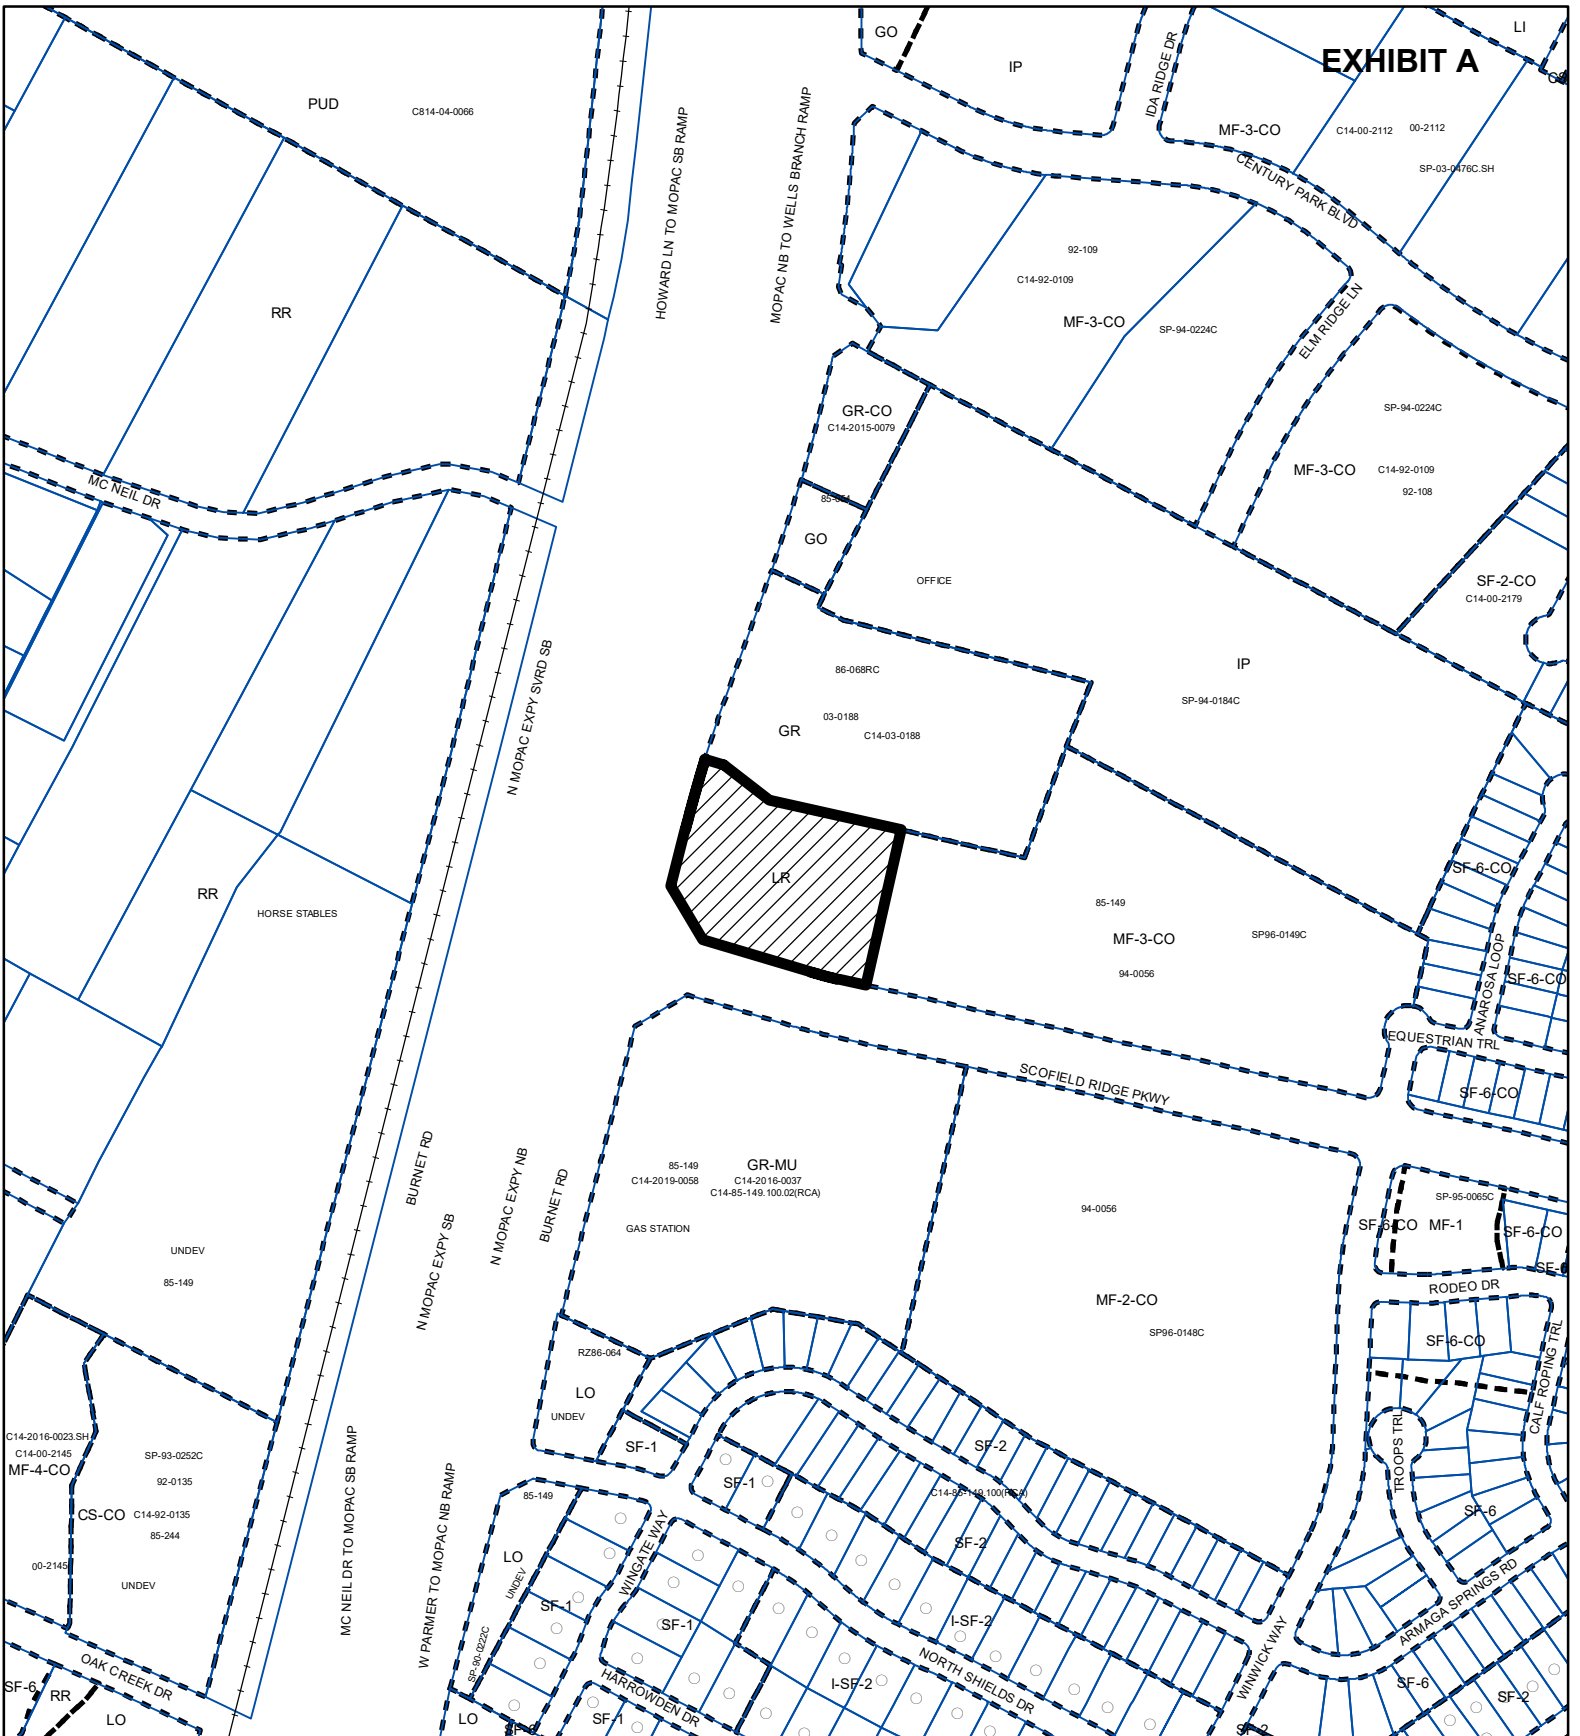 GO
LI
IP
EXHIBIT A
IDA RIDGE DR
PUD
C814-04-0066
HOWARD LN TO MOPAC SB RAMP
MOPAC NB TO WELLS BRANCH RAMP
MF-3-CO
C14-00-2112
00-2112
SP-03-0476C.SH
CENTURY PARK BLVD
92-109
C14-92-0109
MF-3-CO
SP-94-0224C
ELM RIDGE LN
RR
GR-CO
C14-2015-0079
SP-94-0224C
MF-3-CO
C14-92-0109
92-108
MC NEIL DR
GO
OFFICE
SF-2-CO
C14-00-2179
N MOPAC EXPY SVRD SB
86-068RC
IP
SP-94-0184C
03-0188
GR
C14-03-0188
LR
SF-6-CO
RR
HORSE STABLES
85-149
MF-3-CO
SP96-0149C
94-0056
ANAROSA LOOP
SF-6-CO
EQUESTRIAN TRL
SCOFIELD RIDGE PKWY
SF-6-CO
BURNET RD
N MOPAC EXPY NB
BURNET RD
85-149
GR-MU
C14-2019-0058
C14-2016-0037
C14-85-149.100.02(RCA)
GAS STATION
94-0056
SP-95-0065C
SF-6-CO
MF-1
SF-6-CO
UNDEV
85-149
N MOPAC EXPY SB
RODEO DR
MF-2-CO
SP96-0148C
SF-6-CO
CALF ROPING TRL
RZ86-064
LO
UNDEV
SF-1
SF-2
C14-2016-0023.SH
C14-00-2145
MF-4-CO
SP-93-0252C
92-0135
CS-CO
C14-92-0135
85-244
00-2145
UNDEV
MC NEIL DR TO MOPAC SB RAMP
W PARMER TO MOPAC NB RAMP
85-149
SF-1
C14-85-149.100(RCA)
TROOPS TRL
SF-6
LO
UNDEV
WINGATE WAY
SF-2
SF-1
SF-1
I-SF-2
ARMAGA SPRINGS RD
SP-90-0222C
OAK CREEK DR
SF-6
RR
LO
HARROWDEN DR
I-SF-2
NORTH SHIELDS DR
WINWICK WAY
SF-6
SF-2
LO
SF-6
SF-1
SF-2